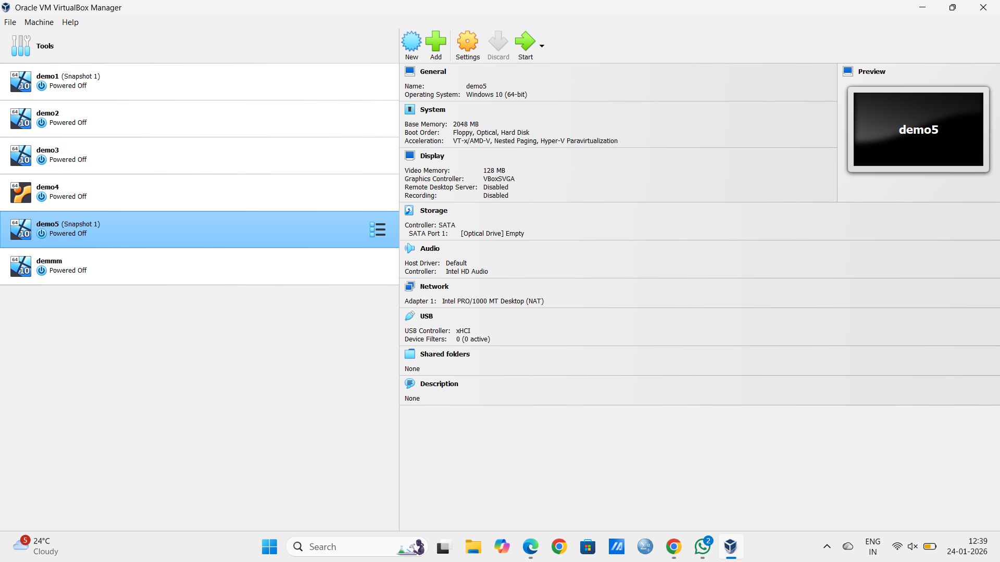 Oracle VM VirtualBox Manager
File Machine Help
Tools
demo1 (Snapshot 1)
64
10
Powered Off
demo2
64
10
Powered Off
demo3
64
10
Powered Off
demo4
64
Powered Off
demo5 (Snapshot 1)
64
10
Powered Off
demmm
64
10
Powered Off
New Add Settings Discard Start
General
Name: demo5
Operating System: Windows 10 (64-bit)
System
Base Memory: 2048 MB
Boot Order: Floppy, Optical, Hard Disk
Acceleration: VT-x/AMD-V, Nested Paging, Hyper-V Paravirtualization
Display
Video Memory: 128 MB
Graphics Controller: VBoxSVGA
Remote Desktop Server: Disabled
Recording: Disabled
Preview
demo5
Storage
Controller: SATA
SATA Port 1: [Optical Drive] Empty
Audio
Host Driver: Default
Controller: Intel HD Audio
Network
Adapter 1: Intel PRO/1000 MT Desktop (NAT)
USB
USB Controller: xHCI
Device Filters: 0 (0 active)
Shared folders
None
Description
None
5
24°C
Cloudy
Search
2
ENG
IN
12:39
24-01-2026